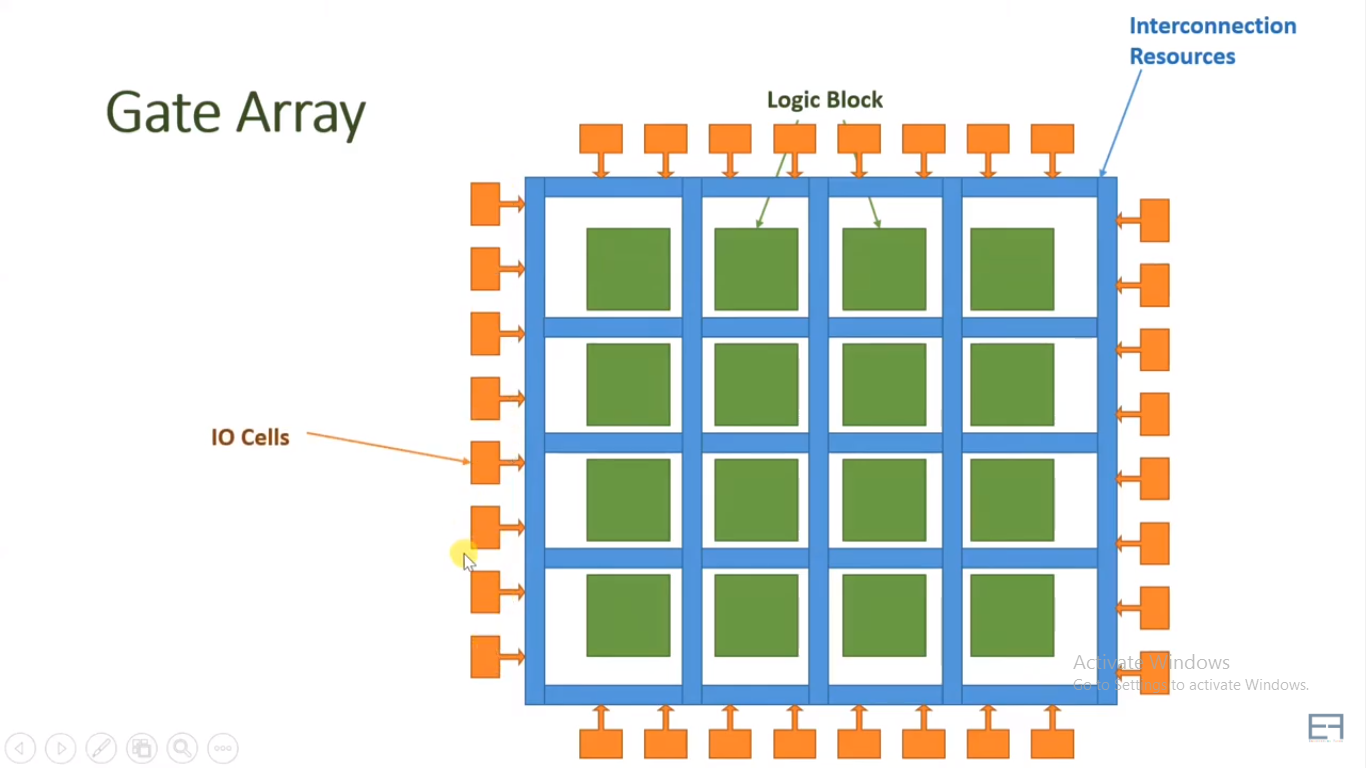 Interconnection
Resources
Gate Array
Logic Block
IO Cells
Activate Windows
Go to Settings to activate Windows.